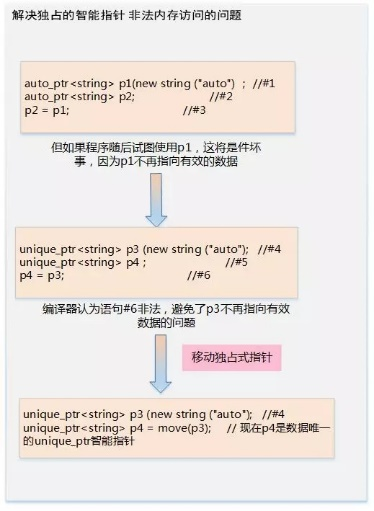 解决独占的智能指针 非法内存访问的问题
auto_ptr<string> p1(new string ("auto") ; //#1
auto_ptr<string> p2; //#2
p2 = p1; //#3
但如果程序随后试图使用p1，这将是件坏
事，因为p1不再指向有效的数据
unique_ptr<string> p3 (new string ("auto"); //#4
unique_ptr<string> p4 ; //#5
p4 = p3; //#6
编译器认为语句#6非法，避免了p3不再指向有效
数据的问题
移动独占式指针
unique_ptr<string> p3 (new string ("auto"); //#4
unique_ptr<string> p4 = move(p3); // 现在p4是数据唯一
的unique_ptr智能指针